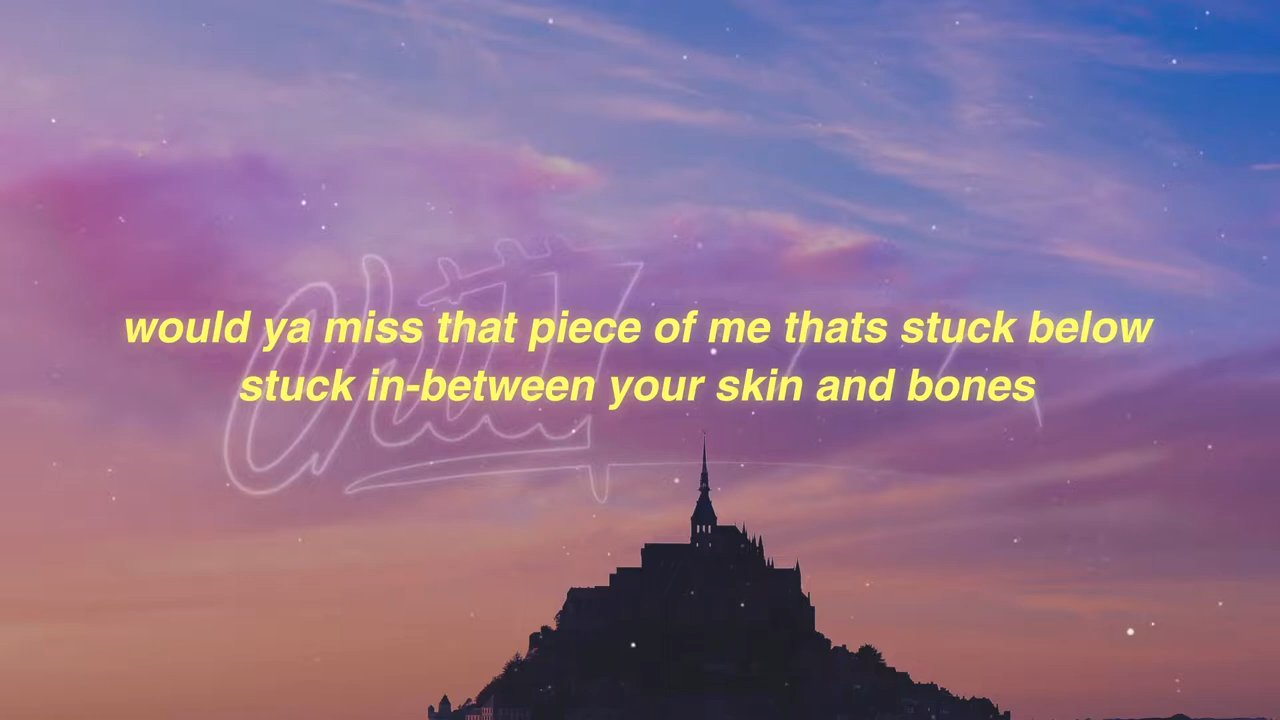 would ya miss that piece of me thats stuck below
stuck in-between your skin and bones